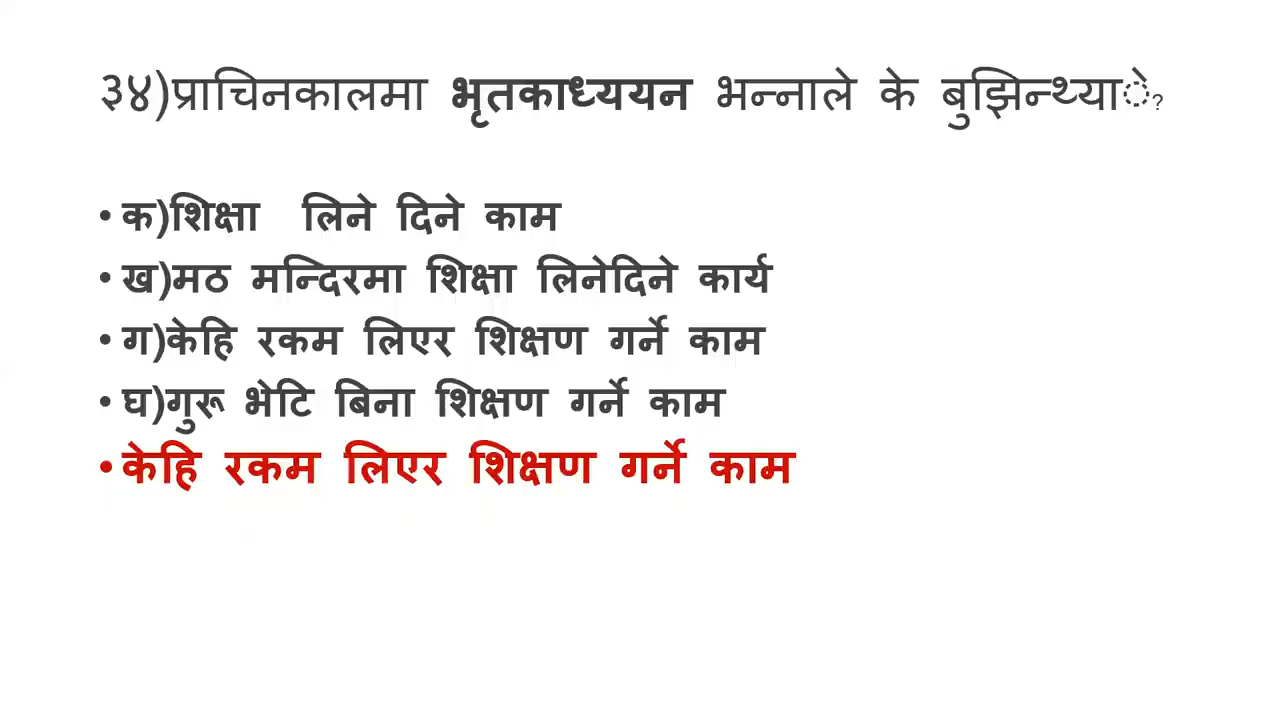 ३४)प्राचिनकालमा भृतकाध्ययन भन्नाले के बुझिन्थ्याे?
• क)शिक्षा लिने दिने काम
• ख)मठ मन्दिरमा शिक्षा लिनेदिने कार्य
• ग)केहि रकम लिएर शिक्षण गर्ने काम
• घ)गुरू भेटि बिना शिक्षण गर्ने काम
• केहि रकम लिएर शिक्षण गर्ने काम